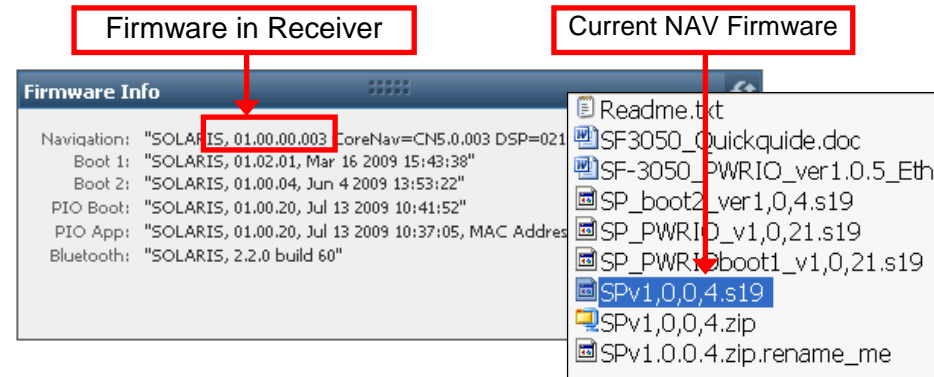 Firmware in Receiver
Current NAV Firmware
Firmware Info
Navigation: "SOLARIS, 01.00.00.003 CoreNav=CN5.0.003 DSP=021
Boot 1: "SOLARIS, 01.02.01, Mar 16 2009 15:43:38"
Boot 2: "SOLARIS, 01.00.04, Jun 4 2009 13:53:22"
PIO Boot: "SOLARIS, 01.00.20, Jul 13 2009 10:41:52"
PIO App: "SOLARIS, 01.00.20, Jul 13 2009 10:37:05, MAC Addres
Bluetooth: "SOLARIS, 2.2.0 build 60"
Readme.txt
SF3050_Quickquide.doc
SF-3050_PWRIO_ver1.0.5_Eth
SP_boot2_ver1,0,4.s19
SP_PWRIO_v1,0,21.s19
SP_PWRIOboot1_v1,0,21.s19
SPv1,0,0,4.s19
SPv1,0,0,4.zip
SPv1.0.0.4.zip.rename_me